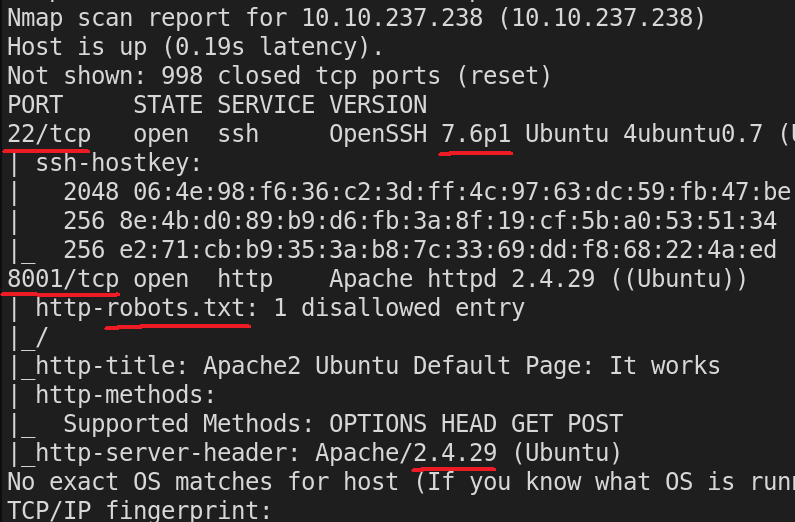 Nmap scan report for 10.10.237.238 (10.10.237.238)
Host is up (0.19s latency).
Not shown: 998 closed tcp ports (reset)
PORT     STATE SERVICE VERSION
22/tcp   open  ssh     OpenSSH 7.6p1 Ubuntu 4ubuntu0.7 (U
| ssh-hostkey:
|   2048 06:4e:98:f6:36:c2:3d:ff:4c:97:63:dc:59:fb:47:be
|   256 8e:4b:d0:89:b9:d6:fb:3a:8f:19:cf:5b:a0:53:51:34
|_  256 e2:71:cb:b9:35:3a:b8:7c:33:69:dd:f8:68:22:4a:ed
8001/tcp open  http    Apache httpd 2.4.29 ((Ubuntu))
| http-robots.txt: 1 disallowed entry
|_/
|_http-title: Apache2 Ubuntu Default Page: It works
| http-methods:
|_  Supported Methods: OPTIONS HEAD GET POST
|_http-server-header: Apache/2.4.29 (Ubuntu)
No exact OS matches for host (If you know what OS is run
TCP/IP fingerprint: